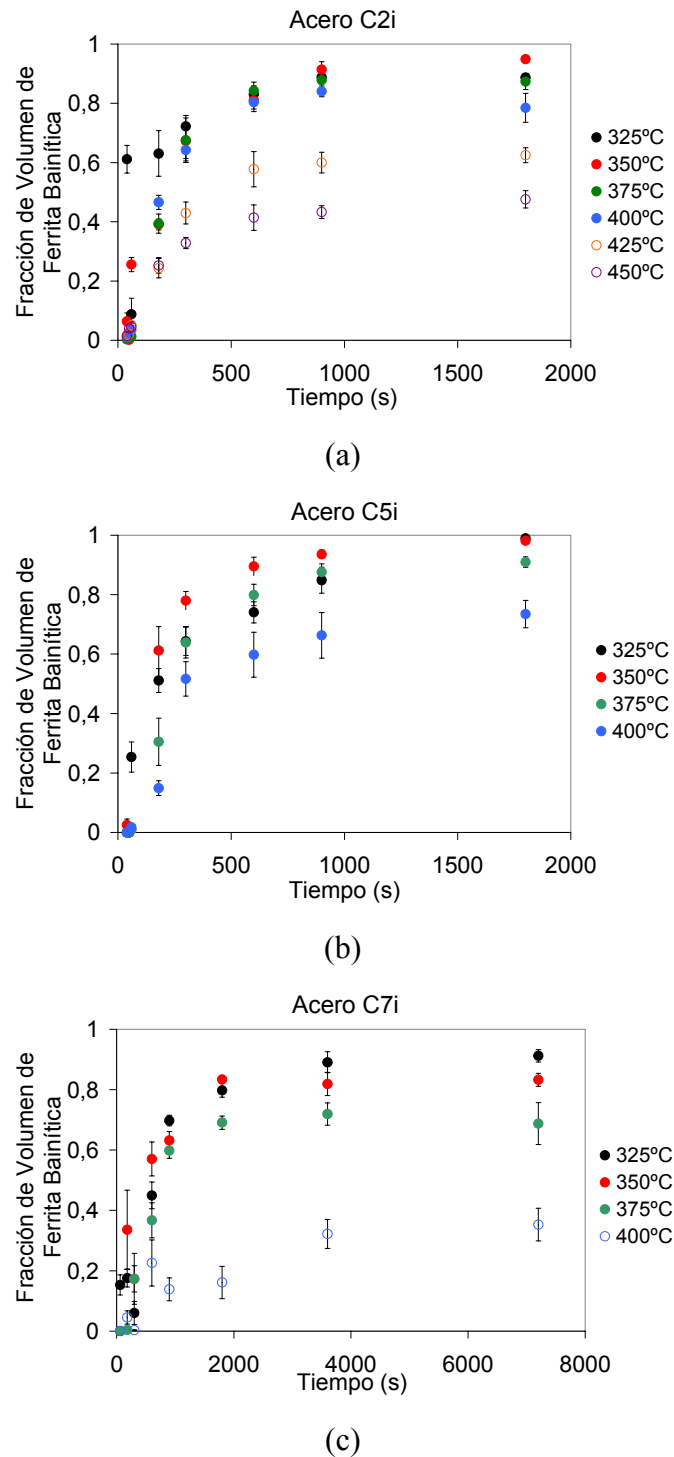 Acero C2i
Fracción de Volumen de
Ferrita Bainítica
1
0,8
0,6
0,4
0,2
0
0
500
1000
1500
2000
Tiempo (s)
325ºC
350ºC
375ºC
400ºC
425ºC
450ºC
(a)
Acero C5i
Fracción de Volumen de
Ferrita Bainítica
1
0,8
0,6
0,4
0,2
0
0
500
1000
1500
2000
Tiempo (s)
325ºC
350ºC
375ºC
400ºC
(b)
Acero C7i
Fracción de Volumen de
Ferrita Bainítica
1
0,8
0,6
0,4
0,2
0
0
2000
4000
6000
8000
Tiempo (s)
325ºC
350ºC
375ºC
400ºC
(c)